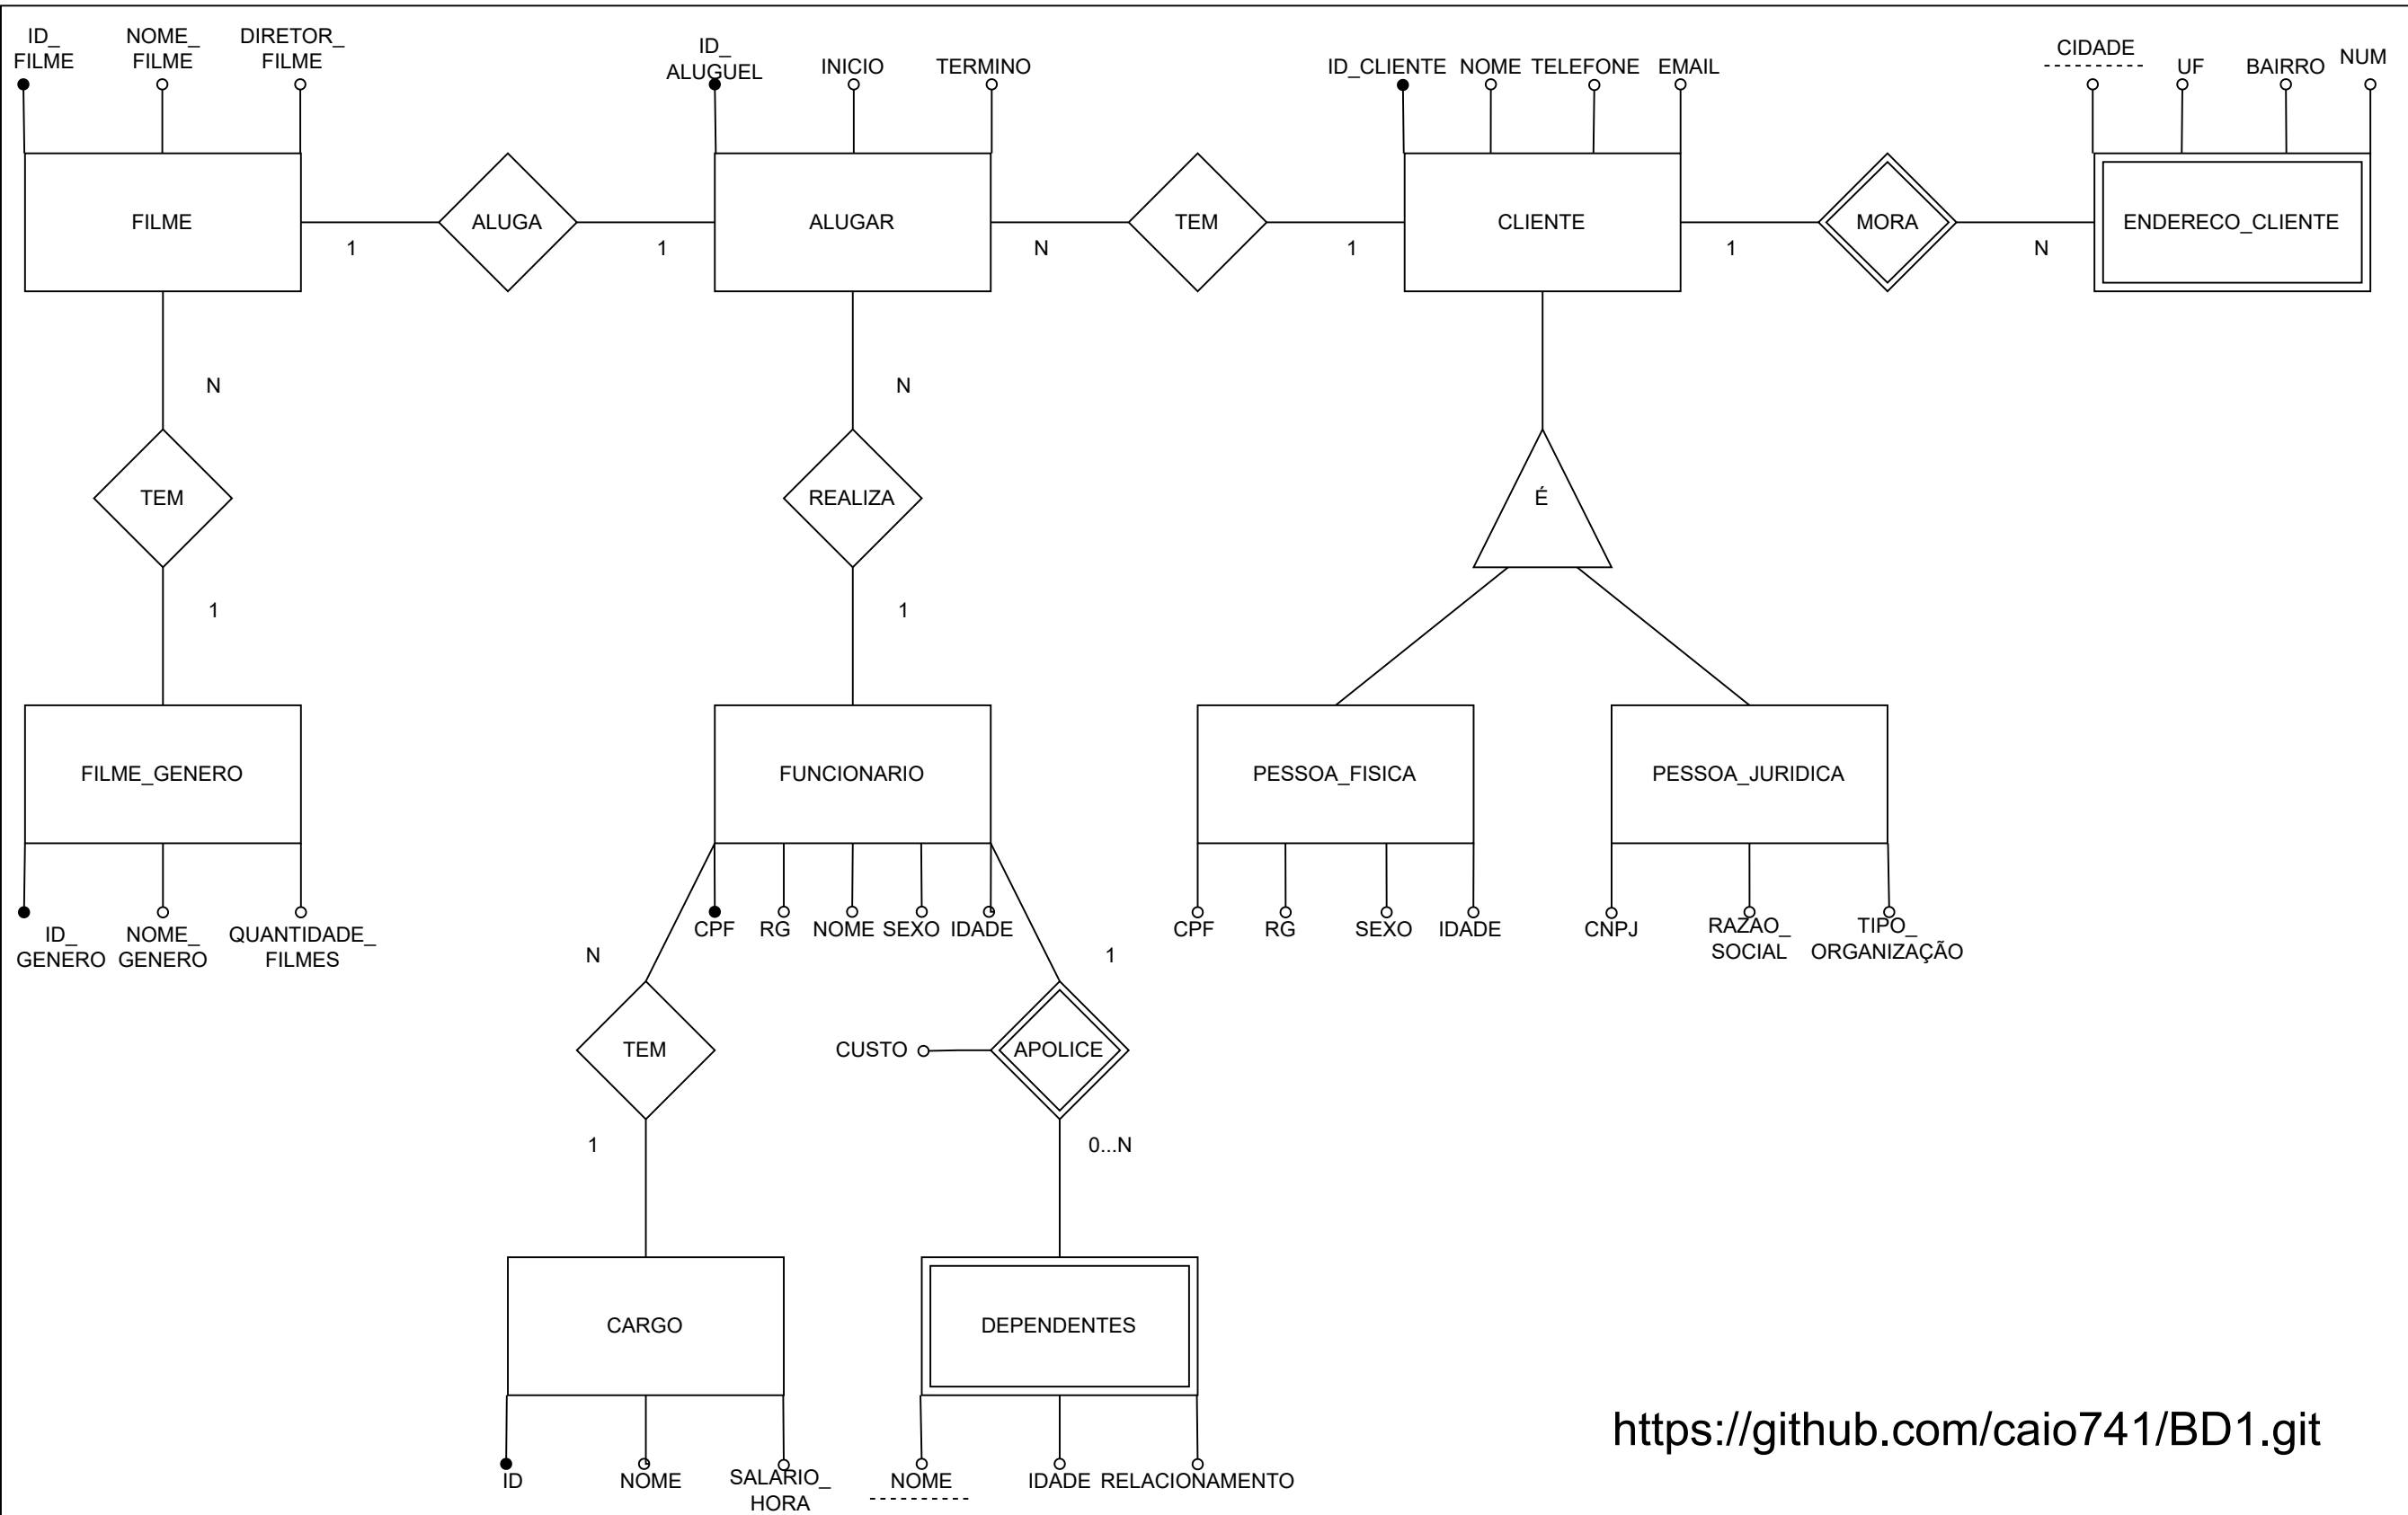 ID_
FILME
NOME_
FILME
DIRETOR_
FILME
ID_
ALUGUEL
INICIO
TERMINO
ID_CLIENTE
NOME
TELEFONE
EMAIL
CIDADE
UF
BAIRRO
NUM
FILME
ALUGA
ALUGAR
TEM
CLIENTE
MORA
ENDERECO_CLIENTE
1
1
N
1
1
N
N
N
TEM
REALIZA
É
1
1
FILME_GENERO
FUNCIONARIO
PESSOA_FISICA
PESSOA_JURIDICA
ID_
GENERO
NOME_
GENERO
QUANTIDADE_
FILMES
CPF
RG
NOME
SEXO
IDADE
CPF
RG
SEXO
IDADE
CNPJ
RAZAO_
SOCIAL
TIPO_
ORGANIZAÇÃO
N
1
TEM
CUSTO
APOLICE
1
0...N
CARGO
DEPENDENTES
ID
NOME
SALARIO_
HORA
NOME
IDADE
RELACIONAMENTO
https://github.com/caio741/BD1.git